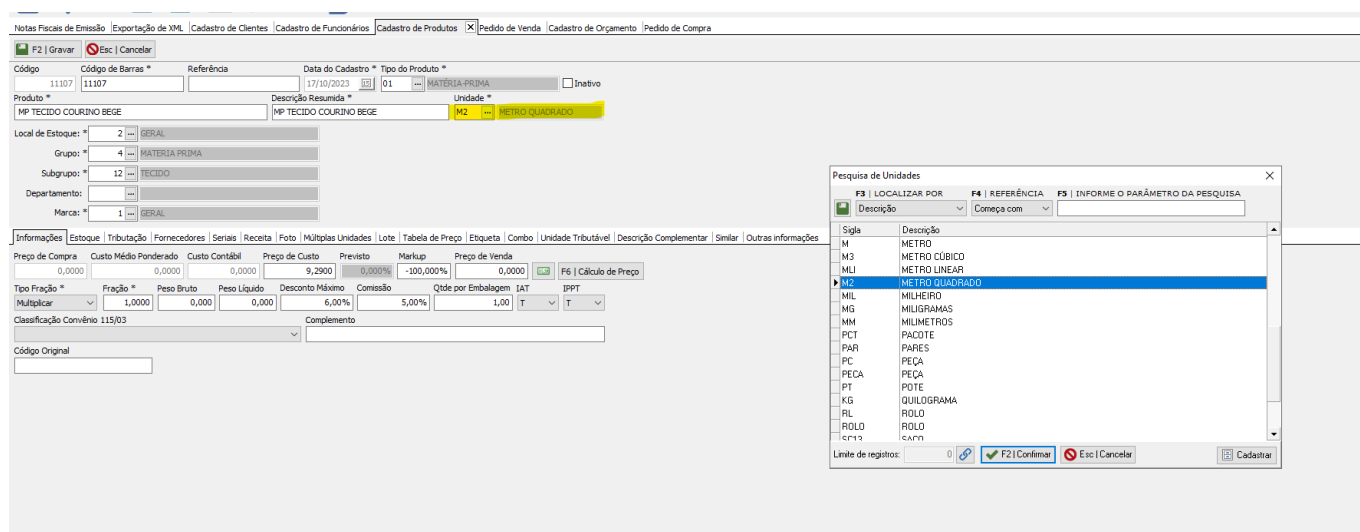 Notas Fiscais de Emissão Exportação de XML Cadastro de Clientes Cadastro de Funcionários Cadastro de Produtos X Pedido de Venda Cadastro de Orçamento Pedido de Compra
F2 | Gravar Esc | Cancelar
Código Código de Barras * Referência Data do Cadastro * Tipo do Produto *
11107 11107 17/10/2023 15 01 ... MATÉRIA-PRIMA Inativo
Produto * Descrição Resumida * Unidade *
MP TECIDO COURINO BEGE MP TECIDO COURINO BEGE M2 ... METRO QUADRADO
Local de Estoque: * 2 ... GERAL
Grupo: * 4 ... MATERIA PRIMA
Subgrupo: * 12 ... TECIDO
Departamento: ...
Marca: * 1 ... GERAL
Informações Estoque Tributação Fornecedores Seriais Receita Foto Múltiplas Unidades Lote Tabela de Preço Etiqueta Combo Unidade Tributável Descrição Complementar Similar Outras informações
Preço de Compra Custo Médio Ponderado Custo Contábil Preço de Custo Previsto Markup Preço de Venda
0,0000 0,0000 0,0000 9,2900 0,000% -100,000% 0,0000 F6 | Cálculo de Preço
Tipo Fração * Fração * Peso Bruto Peso Líquido Desconto Máximo Comissão Qtde por Embalagem IAT IPPT
Multiplicar 1,0000 0,000 0,000 6,00% 5,00% 1,00 T T
Classificação Convênio 115/03 Complemento
Código Original
Pesquisa de Unidades
F3 | LOCALIZAR POR F4 | REFERÊNCIA F5 | INFORME O PARÂMETRO DA PESQUISA
Descrição Começa com
Sigla Descrição
M METRO
M3 METRO CÚBICO
MLI METRO LINEAR
M2 METRO QUADRADO
MIL MILHEIRO
MG MILIGRAMAS
MM MILIMETROS
PCT PACOTE
PAR PARES
PC PEÇA
PECA PEÇA
PT POTE
KG QUILOGRAMA
RL ROLO
ROLO ROLO
SC13 SACO
Limite de registros: 0 F2 | Confirmar Esc | Cancelar Cadastrar